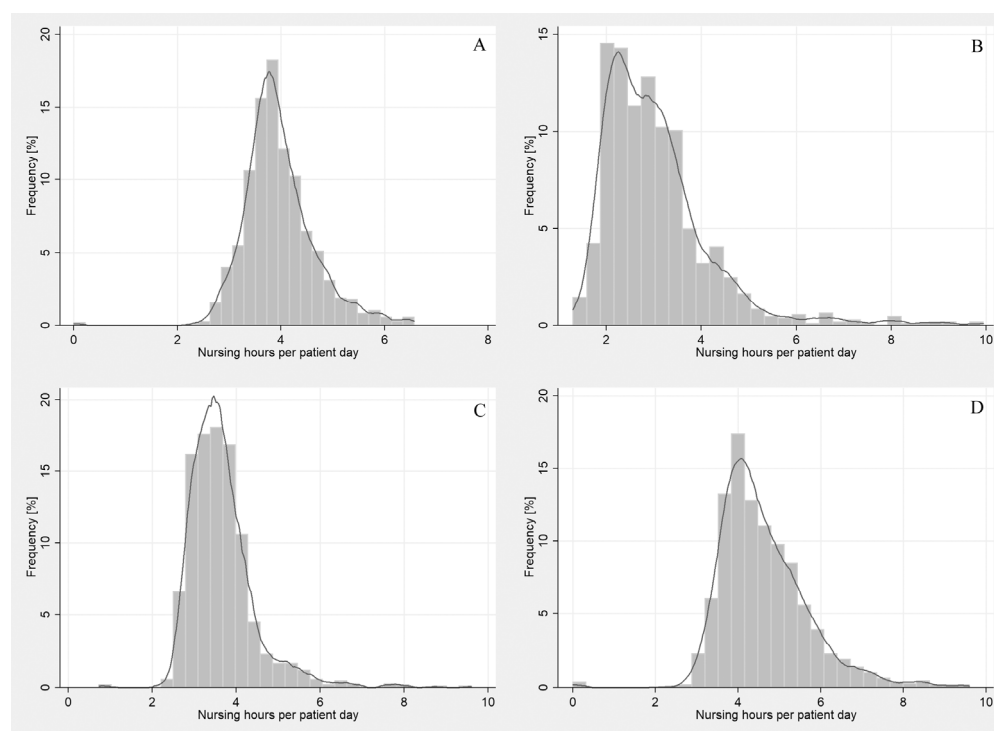 A
Frequency [%]
20
15
10
5
0
0 2 4 6 8
Nursing hours per patient day
B
Frequency [%]
15
10
5
0
2 4 6 8 10
Nursing hours per patient day
C
Frequency [%]
20
15
10
5
0
0 2 4 6 8 10
Nursing hours per patient day
D
Frequency [%]
20
15
10
5
0
0 2 4 6 8 10
Nursing hours per patient day